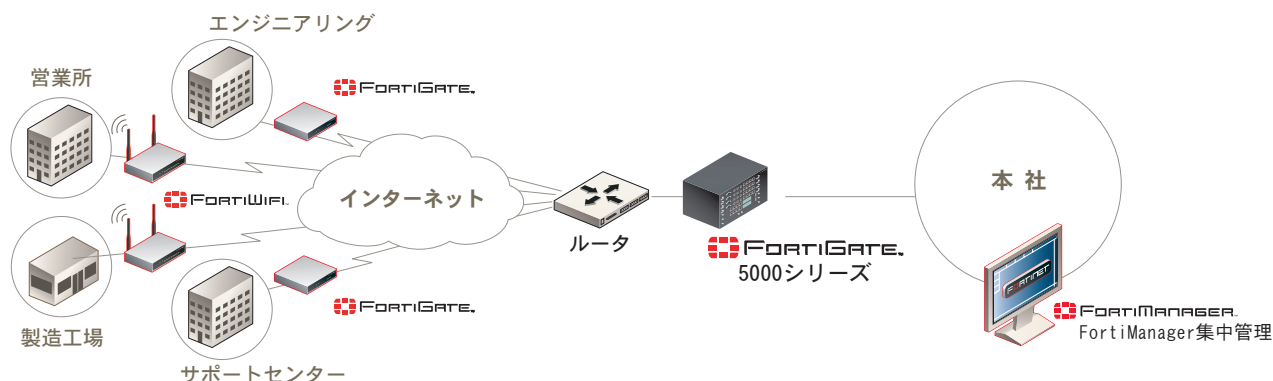 エンジニアリング
営業所
FORTIGATE
FORTIWIFI
インターネット
ルータ
FORTIGATE
5000シリーズ
本 社
FORTINET
FORTIMANAGER
FortiManager集中管理
製造工場
FORTIGATE
サポートセンター